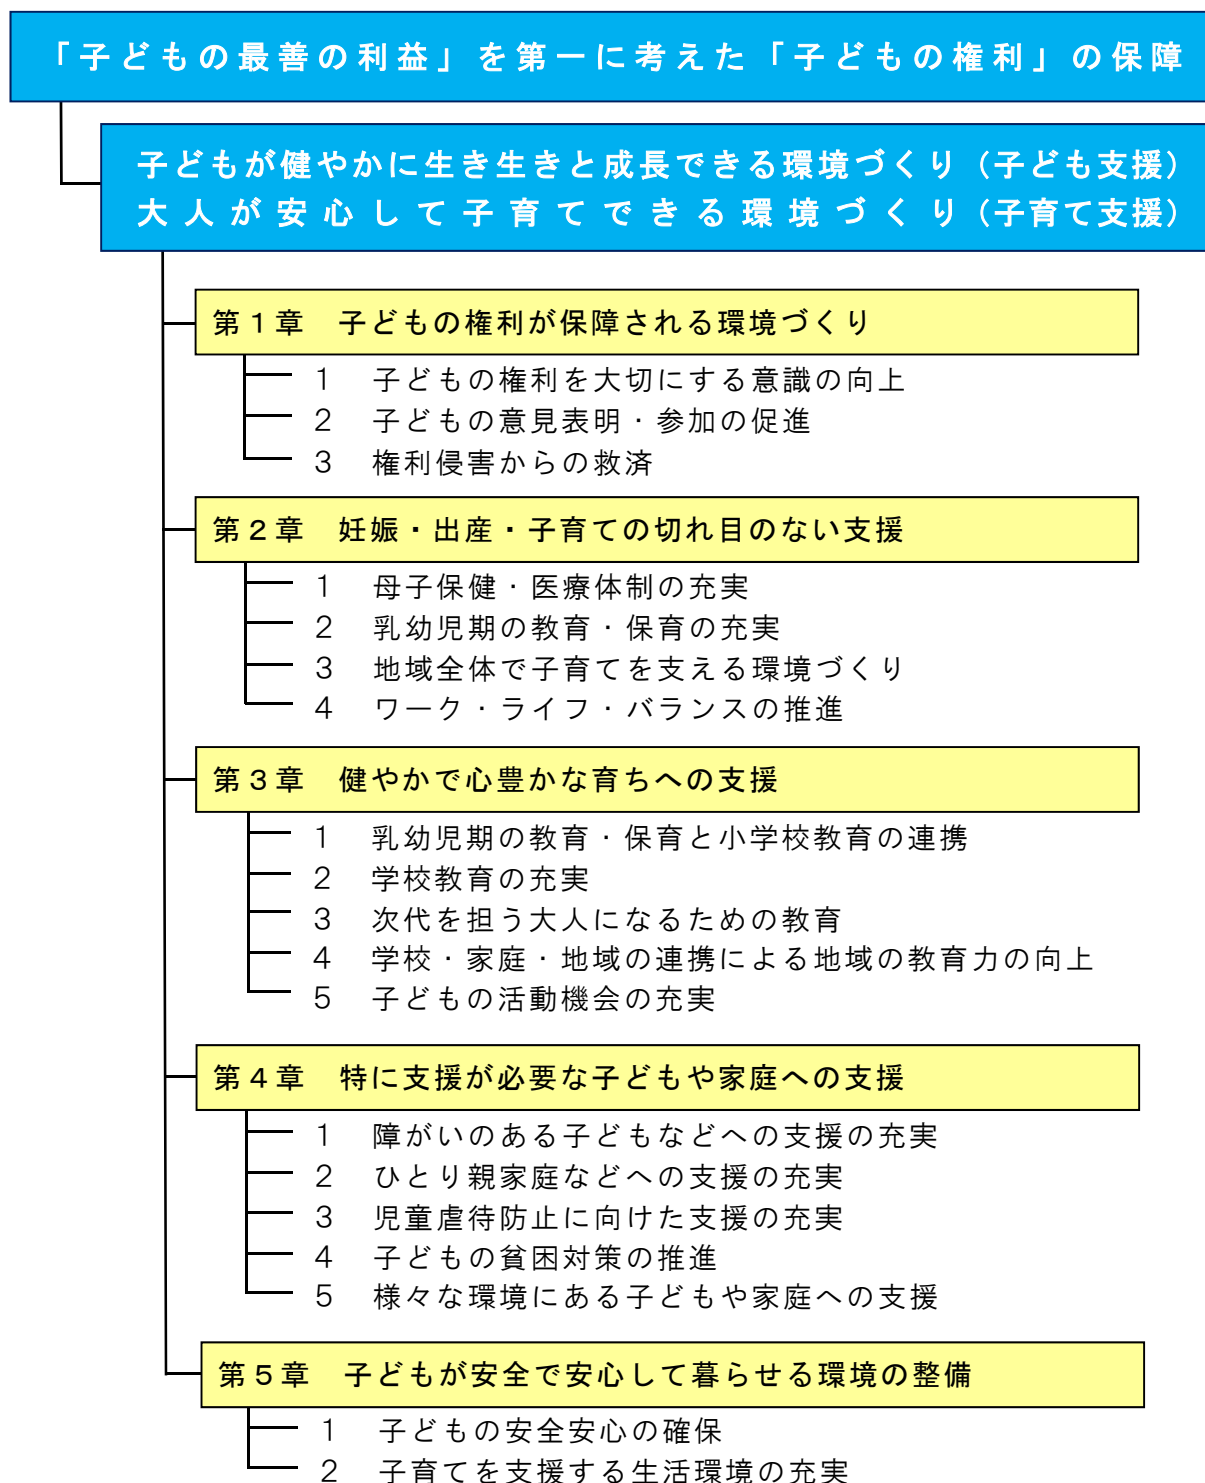 「子どもの最善の利益」を第一に考えた「子どもの権利」の保障
子どもが健やかに生き生きと成長できる環境づくり（子ども支援）
大人が安心して子育てできる環境づくり（子育て支援）
第１章　子どもの権利が保障される環境づくり
１　子どもの権利を大切にする意識の向上
２　子どもの意見表明・参加の促進
３　権利侵害からの救済
第２章　妊娠・出産・子育ての切れ目のない支援
１　母子保健・医療体制の充実
２　乳幼児期の教育・保育の充実
３　地域全体で子育てを支える環境づくり
４　ワーク・ライフ・バランスの推進
第３章　健やかで心豊かな育ちへの支援
１　乳幼児期の教育・保育と小学校教育の連携
２　学校教育の充実
３　次代を担う大人になるための教育
４　学校・家庭・地域の連携による地域の教育力の向上
５　子どもの活動機会の充実
第４章　特に支援が必要な子どもや家庭への支援
１　障がいのある子どもなどへの支援の充実
２　ひとり親家庭などへの支援の充実
３　児童虐待防止に向けた支援の充実
４　子どもの貧困対策の推進
５　様々な環境にある子どもや家庭への支援
第５章　子どもが安全で安心して暮らせる環境の整備
１　子どもの安全安心の確保
２　子育てを支援する生活環境の充実